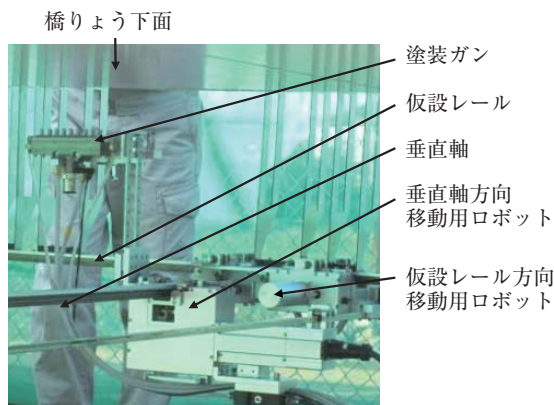 橋りょう下面
塗装ガン
仮設レール
垂直軸
垂直軸方向
移動用ロボット
仮設レール方向
移動用ロボット